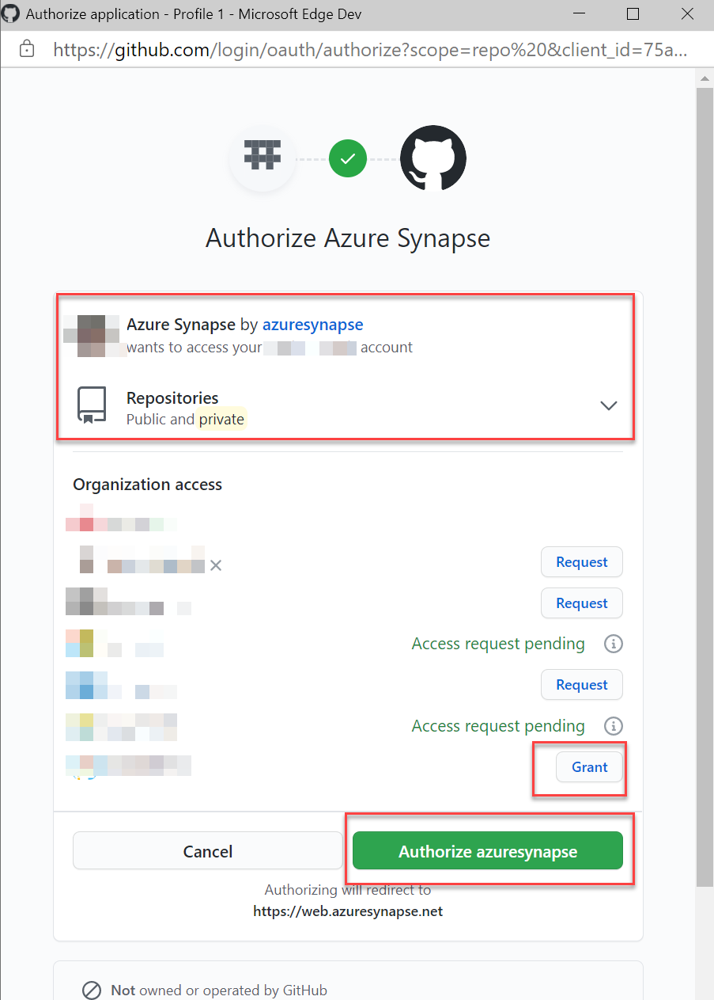 Authorize application - Profile 1 - Microsoft Edge Dev
https://github.com/login/oauth/authorize?scope=repo%20&client_id=75a...
Authorize Azure Synapse
Azure Synapse by azuresynapse
wants to access your account
Repositories
Public and private
Organization access
Request
Request
Access request pending
Request
Access request pending
Grant
Cancel
Authorize azuresynapse
Authorizing will redirect to
https://web.azuresynapse.net
Not owned or operated by GitHub